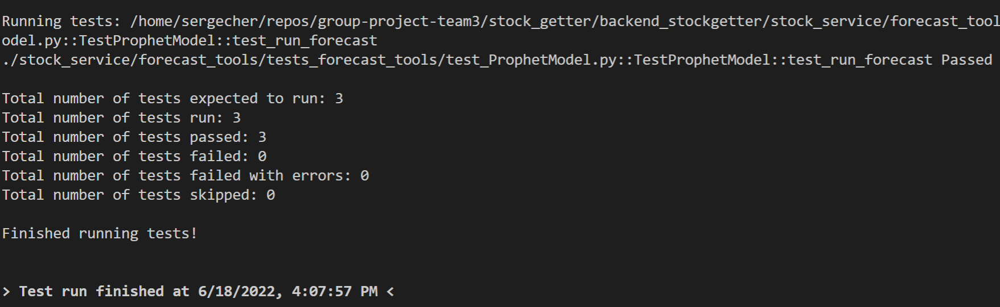 Running tests: /home/sergecher/repos/group-project-team3/stock_getter/backend_stockgetter/stock_service/forecast_tool
odel.py::TestProphetModel::test_run_forecast
./stock_service/forecast_tools/tests_forecast_tools/test_ProphetModel.py::TestProphetModel::test_run_forecast Passed
Total number of tests expected to run: 3
Total number of tests run: 3
Total number of tests passed: 3
Total number of tests failed: 0
Total number of tests failed with errors: 0
Total number of tests skipped: 0
Finished running tests!
> Test run finished at 6/18/2022, 4:07:57 PM <